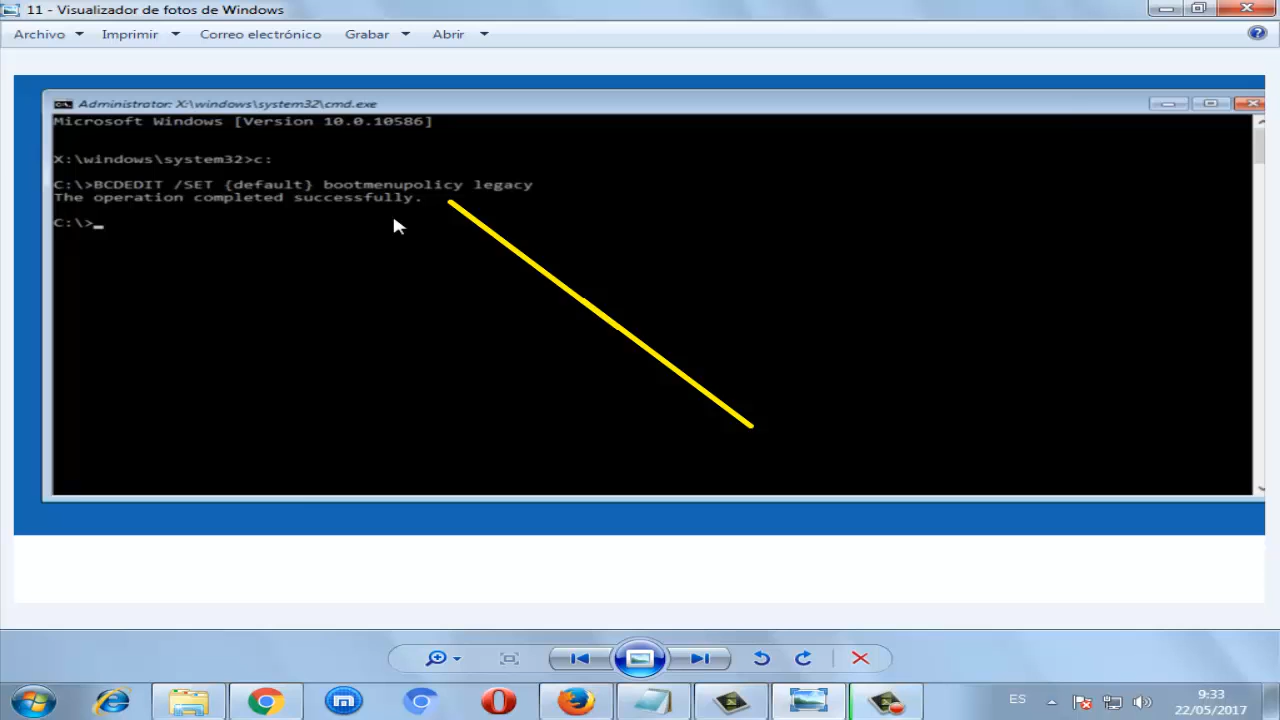 11 - Visualizador de fotos de Windows
Archivo Imprimir Correo electrónico Grabar Abrir
Administrator: X:\windows\system32\cmd.exe
Microsoft Windows [Version 10.0.10586]
X:\windows\system32>c:
C:\>BCDEDIT /SET {default} bootmenupolicy legacy
The operation completed successfully.
C:\>_
ES
9:33
22/05/2017